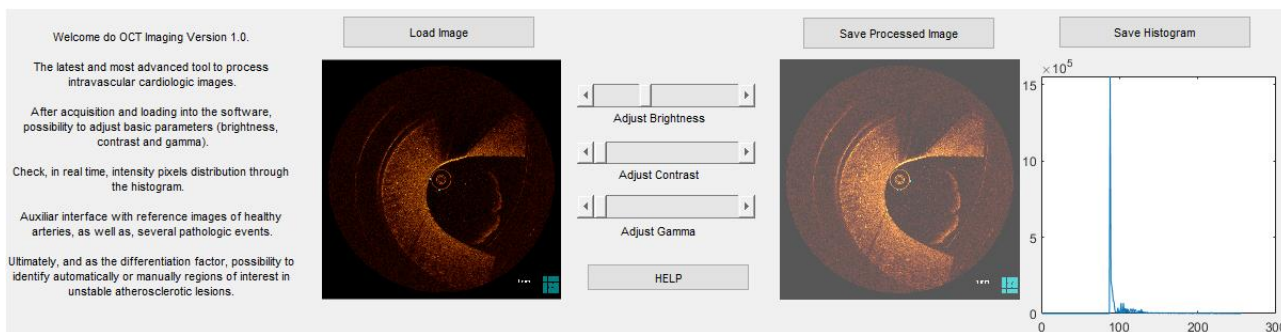 Welcome do OCT Imaging Version 1.0.
The latest and most advanced tool to process
intravascular cardiologic images.
After acquisition and loading into the software,
possibility to adjust basic parameters (brightness,
contrast and gamma).
Check, in real time, intensity pixels distribution through
the histogram.
Auxiliar interface with reference images of healthy
arteries, as well as, several pathologic events.
Ultimately, and as the differentiation factor, possibility to
identify automatically or manually regions of interest in
unstable atherosclerotic lesions.
Load Image
Adjust Brightness
Adjust Contrast
Adjust Gamma
HELP
Save Processed Image
Save Histogram
×10⁵
15
10
5
0
0
100
200
300